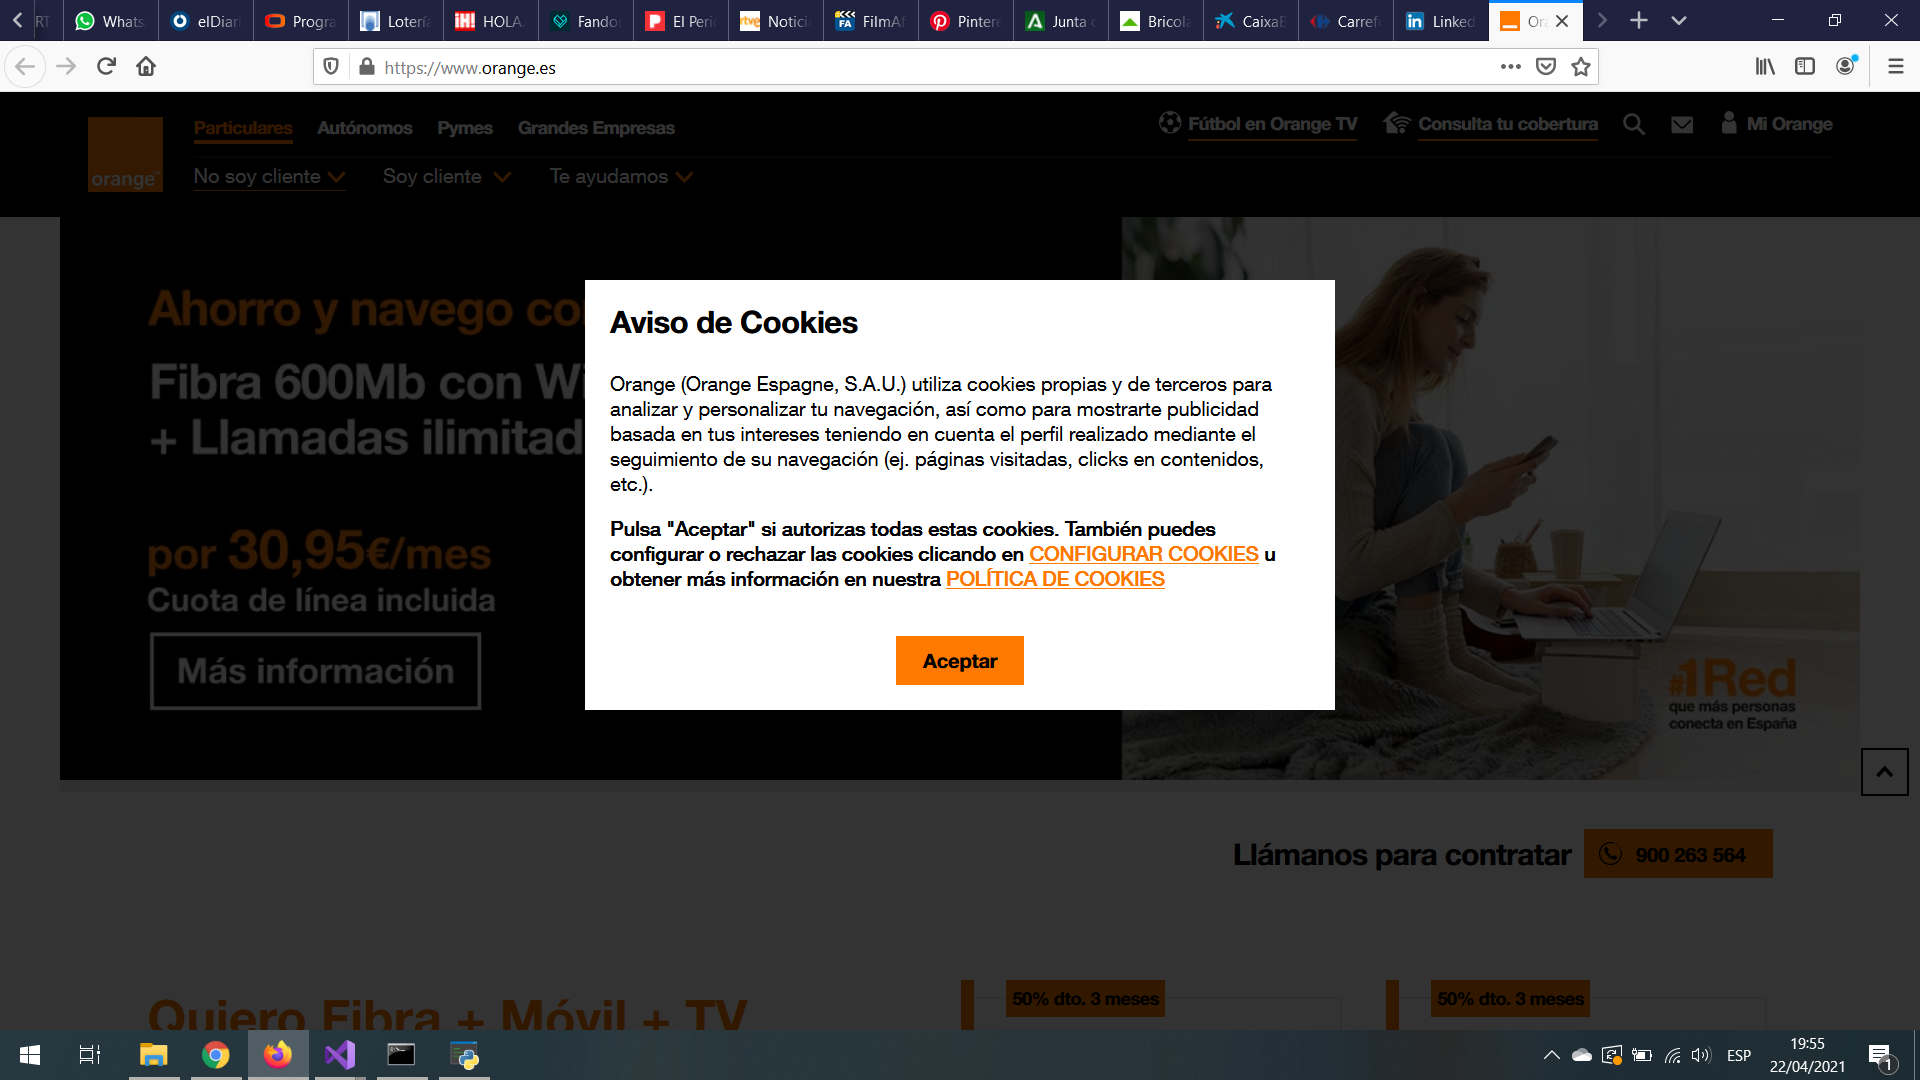 RT
Whats
elDiari
Progra
Lotería
HOLA
Fando
El Peri
Notici
FilmAf
Pintere
Junta
Bricola
CaixaB
Carref
Linked
Or
https://www.orange.es
Particulares
Autónomos
Pymes
Grandes Empresas
Fútbol en Orange TV
Consulta tu cobertura
Mi Orange
orange™
No soy cliente
Soy cliente
Te ayudamos
Ahorro y navego co
Fibra 600Mb con Wi
+ Llamadas ilimitad
por 30,95€/mes
Cuota de línea incluida
Más información
Aviso de Cookies
Orange (Orange Espagne, S.A.U.) utiliza cookies propias y de terceros para
analizar y personalizar tu navegación, así como para mostrarte publicidad
basada en tus intereses teniendo en cuenta el perfil realizado mediante el
seguimiento de su navegación (ej. páginas visitadas, clicks en contenidos,
etc.).
Pulsa "Aceptar" si autorizas todas estas cookies. También puedes
configurar o rechazar las cookies clicando en CONFIGURAR COOKIES u
obtener más información en nuestra POLÍTICA DE COOKIES
Aceptar
#1Red
que más personas
conecta en España
Llámanos para contratar
900 263 564
Quiero Fibra + Móvil + TV
50% dto. 3 meses
50% dto. 3 meses
ESP
19:55
22/04/2021
1